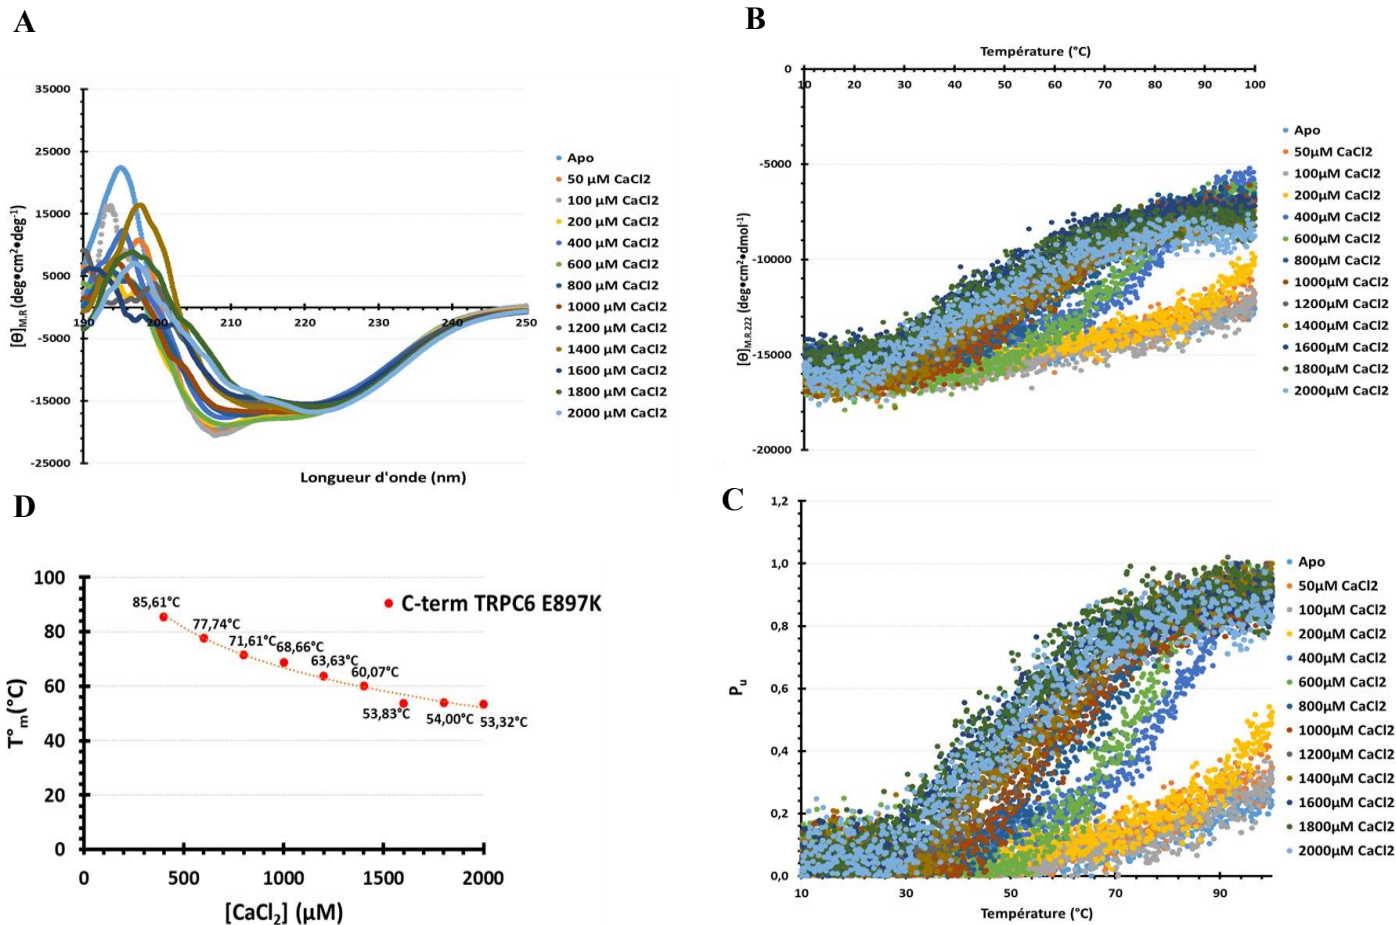 A
35000
25000
15000
5000
-5000
-15000
-25000
190
200
210
220
230
240
250
[Θ]M.R (deg•cm²•deg⁻¹)
Longueur d'onde (nm)
Apo
50 µM CaCl2
100 µM CaCl2
200 µM CaCl2
400 µM CaCl2
600 µM CaCl2
800 µM CaCl2
1000 µM CaCl2
1200 µM CaCl2
1400 µM CaCl2
1600 µM CaCl2
1800 µM CaCl2
2000 µM CaCl2
B
Température (°C)
0
-5000
-10000
-15000
-20000
10
20
30
40
50
60
70
80
90
100
[Θ]M.R.222 (deg•cm²•dmol⁻¹)
Apo
50µM CaCl2
100µM CaCl2
200µM CaCl2
400µM CaCl2
600µM CaCl2
800µM CaCl2
1000µM CaCl2
1200µM CaCl2
1400µM CaCl2
1600µM CaCl2
1800µM CaCl2
2000µM CaCl2
D
100
80
60
40
20
0
T°m (°C)
85,61°C
77,74°C
71,61°C
68,66°C
63,63°C
60,07°C
53,83°C
54,00°C
53,32°C
C-term TRPC6 E897K
0
500
1000
1500
2000
[CaCl₂] (µM)
C
1,2
1,0
0,8
0,6
0,4
0,2
0,0
Pu
10
30
50
70
90
Température (°C)
Apo
50µM CaCl2
100µM CaCl2
200µM CaCl2
400µM CaCl2
600µM CaCl2
800µM CaCl2
1000µM CaCl2
1200µM CaCl2
1400µM CaCl2
1600µM CaCl2
1800µM CaCl2
2000µM CaCl2